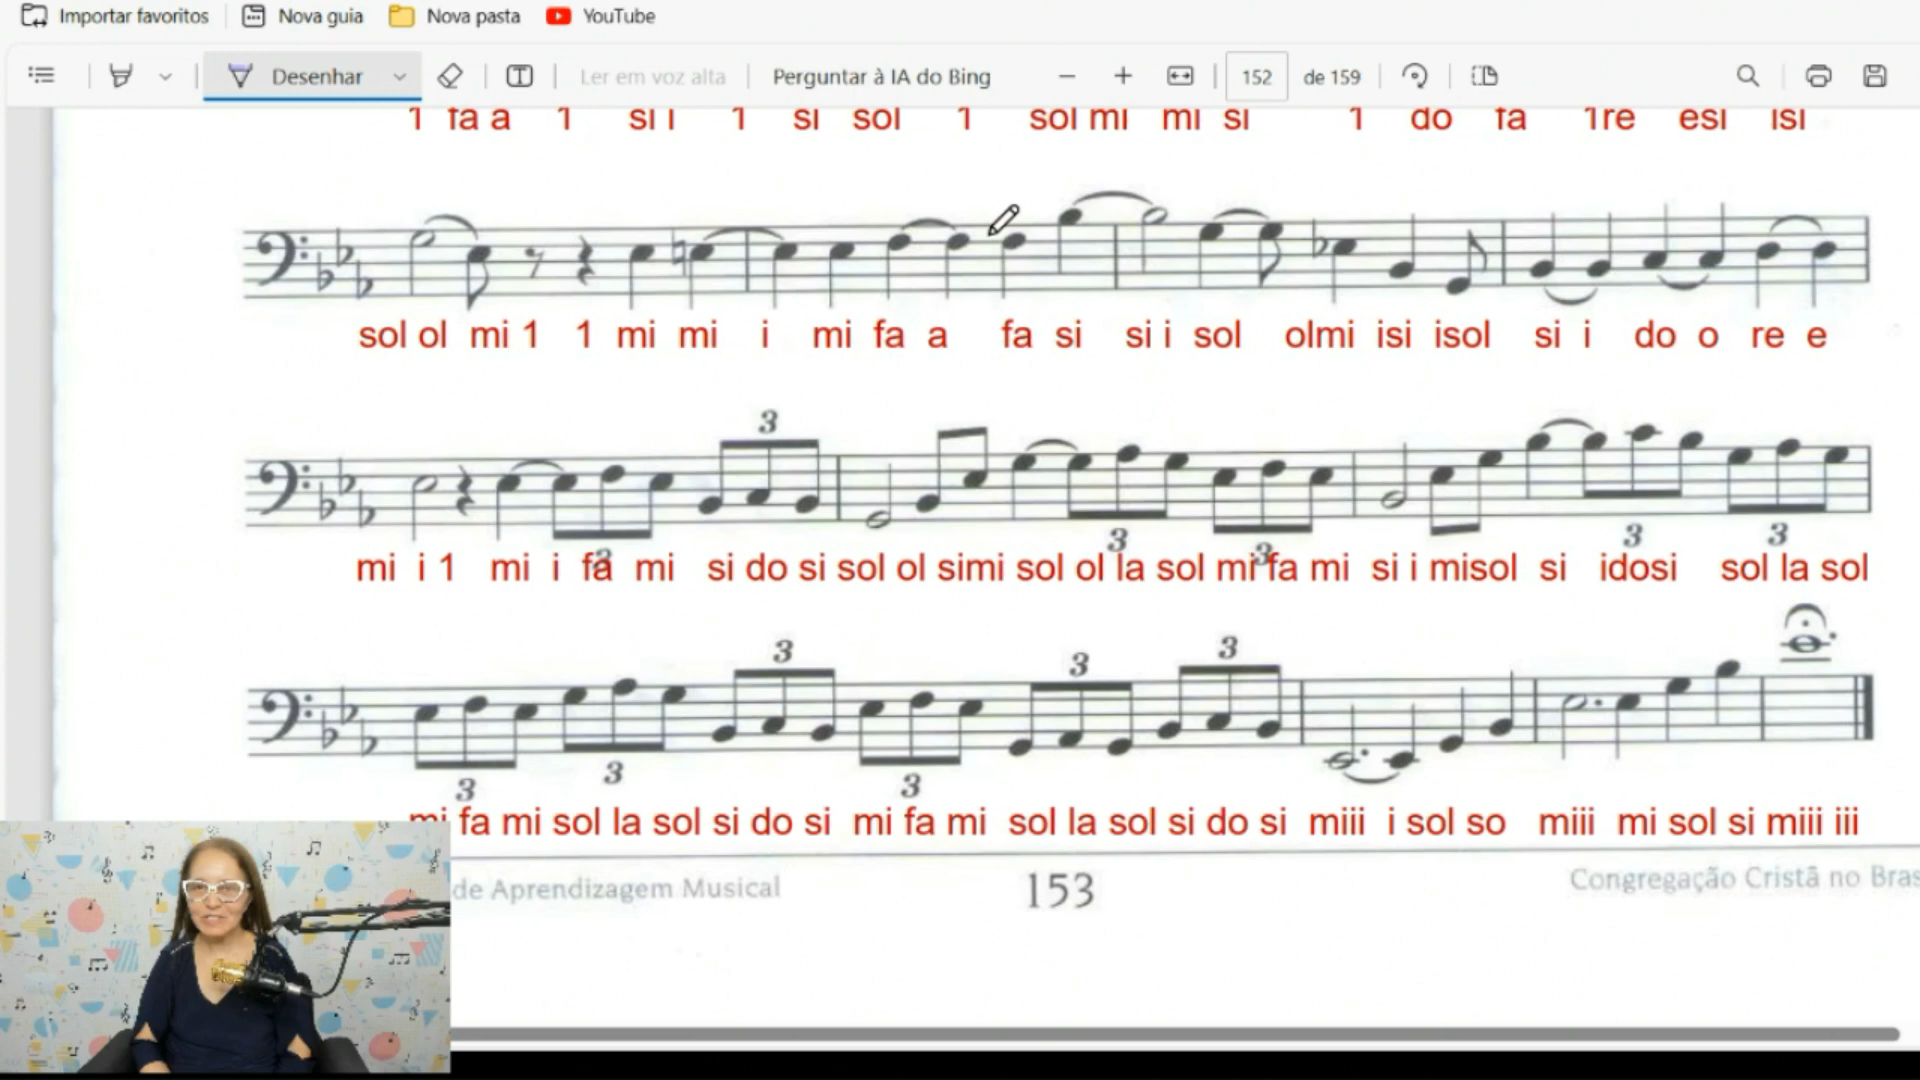 Importar favoritos Nova guia Nova pasta YouTube
Desenhar Ler em voz alta Perguntar à IA do Bing 152 de 159
1 fa a 1 si i 1 si sol 1 sol mi mi si 1 do fa 1re esi isi
sol ol mi 1 1 mi mi i mi fa a fa si si i sol olmi isi isol si i do o re e
3
3 3 3 3 3
mi i 1 mi i fa mi si do si sol ol simi sol ol la sol mi fa mi si i misol si idosi sol la sol
3 3 3
3 3 3
mi fa mi sol la sol si do si mi fa mi sol la sol si do si miii i sol so miii mi sol si miii iii
de Aprendizagem Musical 153 Congregação Cristã no Bras